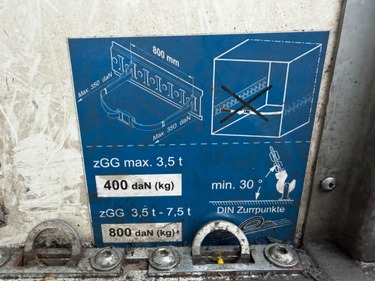 800 mm
Max. 350 daN
Max. 350 daN
zGG max. 3,5 t
400 daN (kg)
min. 30°
zGG 3,5 t - 7,5 t
DIN Zurrpunkte
800 daN (kg)